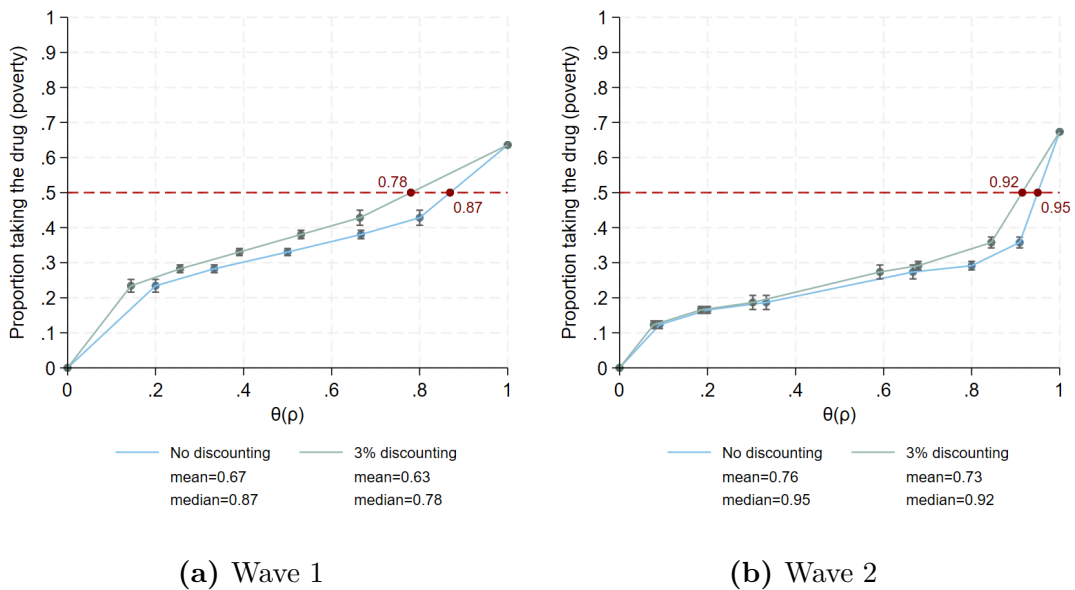 Proportion taking the drug (poverty)
1
.9
.8
.7
.6
.5
.4
.3
.2
.1
0
0.78
0.87
0 .2 .4 .6 .8 1
θ(ρ)
No discounting 3% discounting
mean=0.67 mean=0.63
median=0.87 median=0.78
(a) Wave 1
Proportion taking the drug (poverty)
1
.9
.8
.7
.6
.5
.4
.3
.2
.1
0
0.92
0.95
0 .2 .4 .6 .8 1
θ(ρ)
No discounting 3% discounting
mean=0.76 mean=0.73
median=0.95 median=0.92
(b) Wave 2